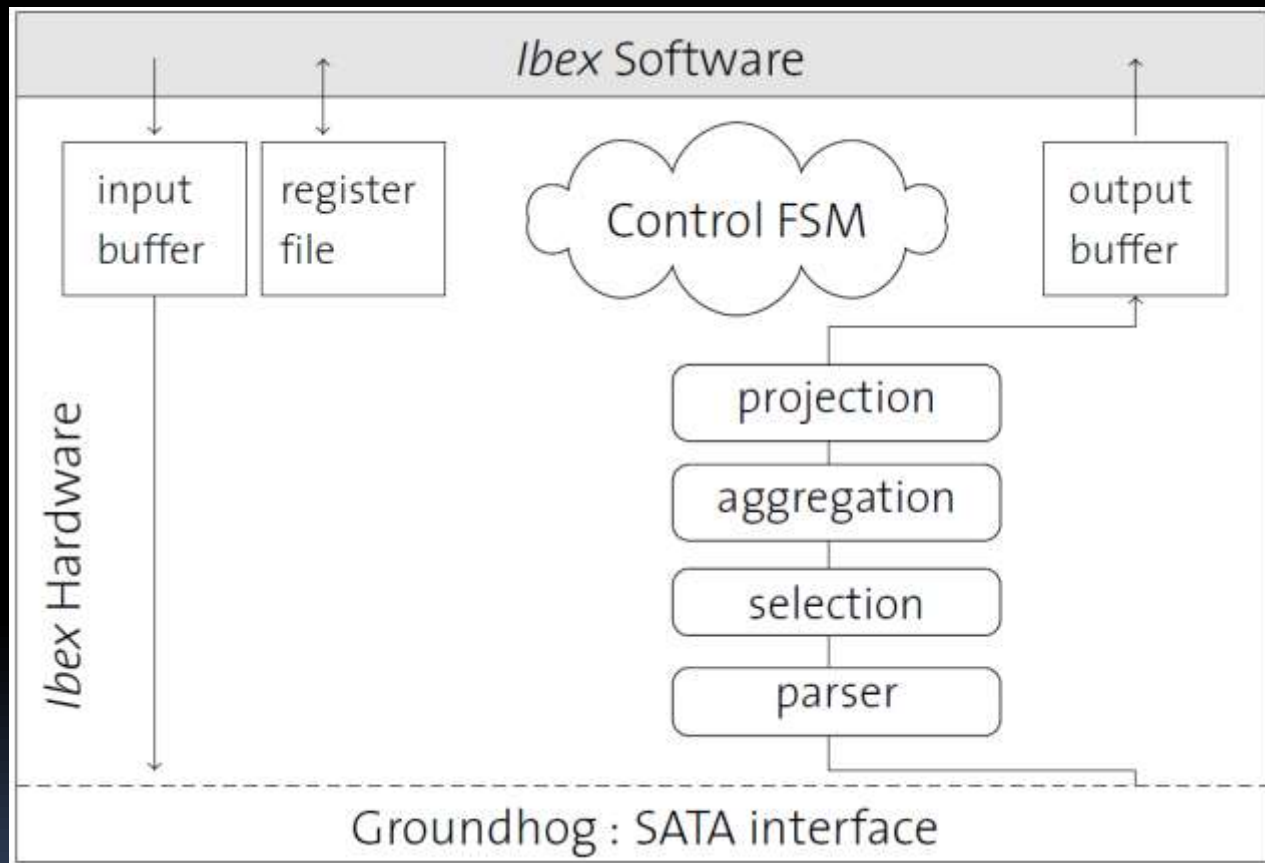 Ibex Software
input
buffer
register
file
Control FSM
output
buffer
projection
aggregation
selection
parser
Ibex Hardware
Groundhog : SATA interface